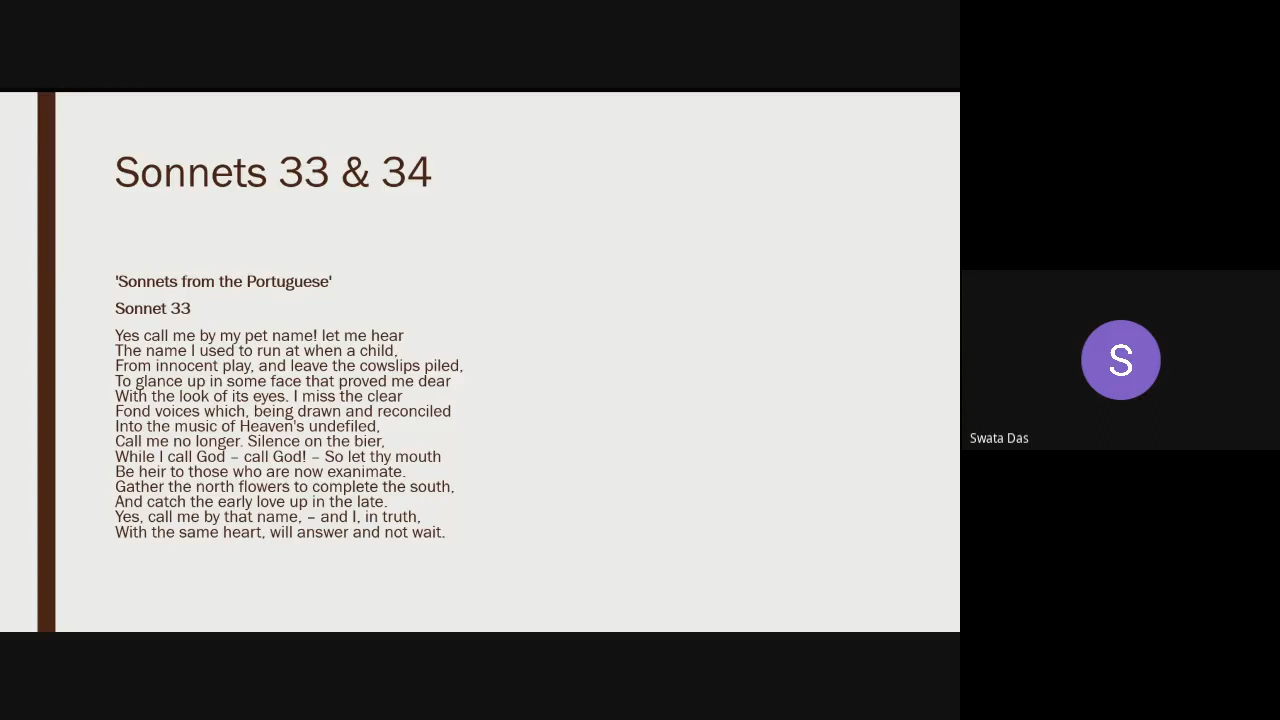 Sonnets 33 & 34
'Sonnets from the Portuguese'
Sonnet 33
Yes call me by my pet name! let me hear
The name I used to run at when a child,
From innocent play, and leave the cowslips piled,
To glance up in some face that proved me dear
With the look of its eyes. I miss the clear
Fond voices which, being drawn and reconciled
Into the music of Heaven's undefiled,
Call me no longer. Silence on the bier,
While I call God – call God! – So let thy mouth
Be heir to those who are now exanimate.
Gather the north flowers to complete the south,
And catch the early love up in the late.
Yes, call me by that name, – and I, in truth,
With the same heart, will answer and not wait.
S
Swata Das